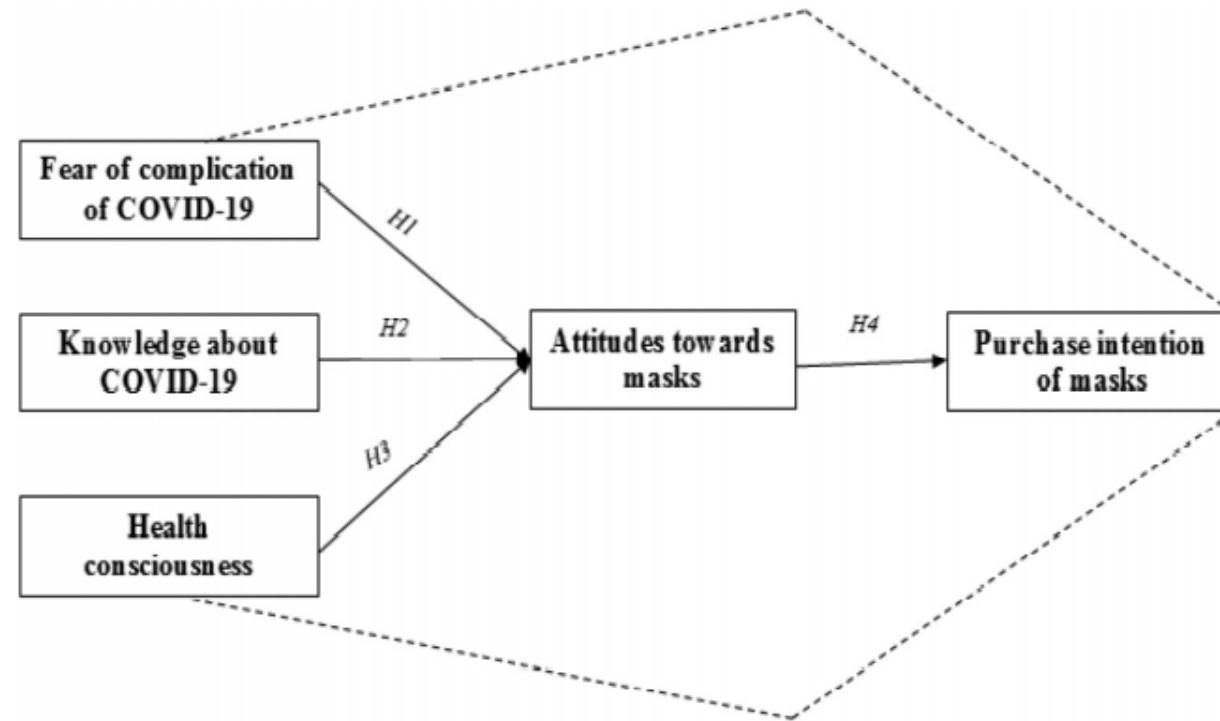 Fear of complication
of COVID-19
H1
Knowledge about
COVID-19
H2
Attitudes towards
masks
H4
Purchase intention
of masks
H3
Health
consciousness